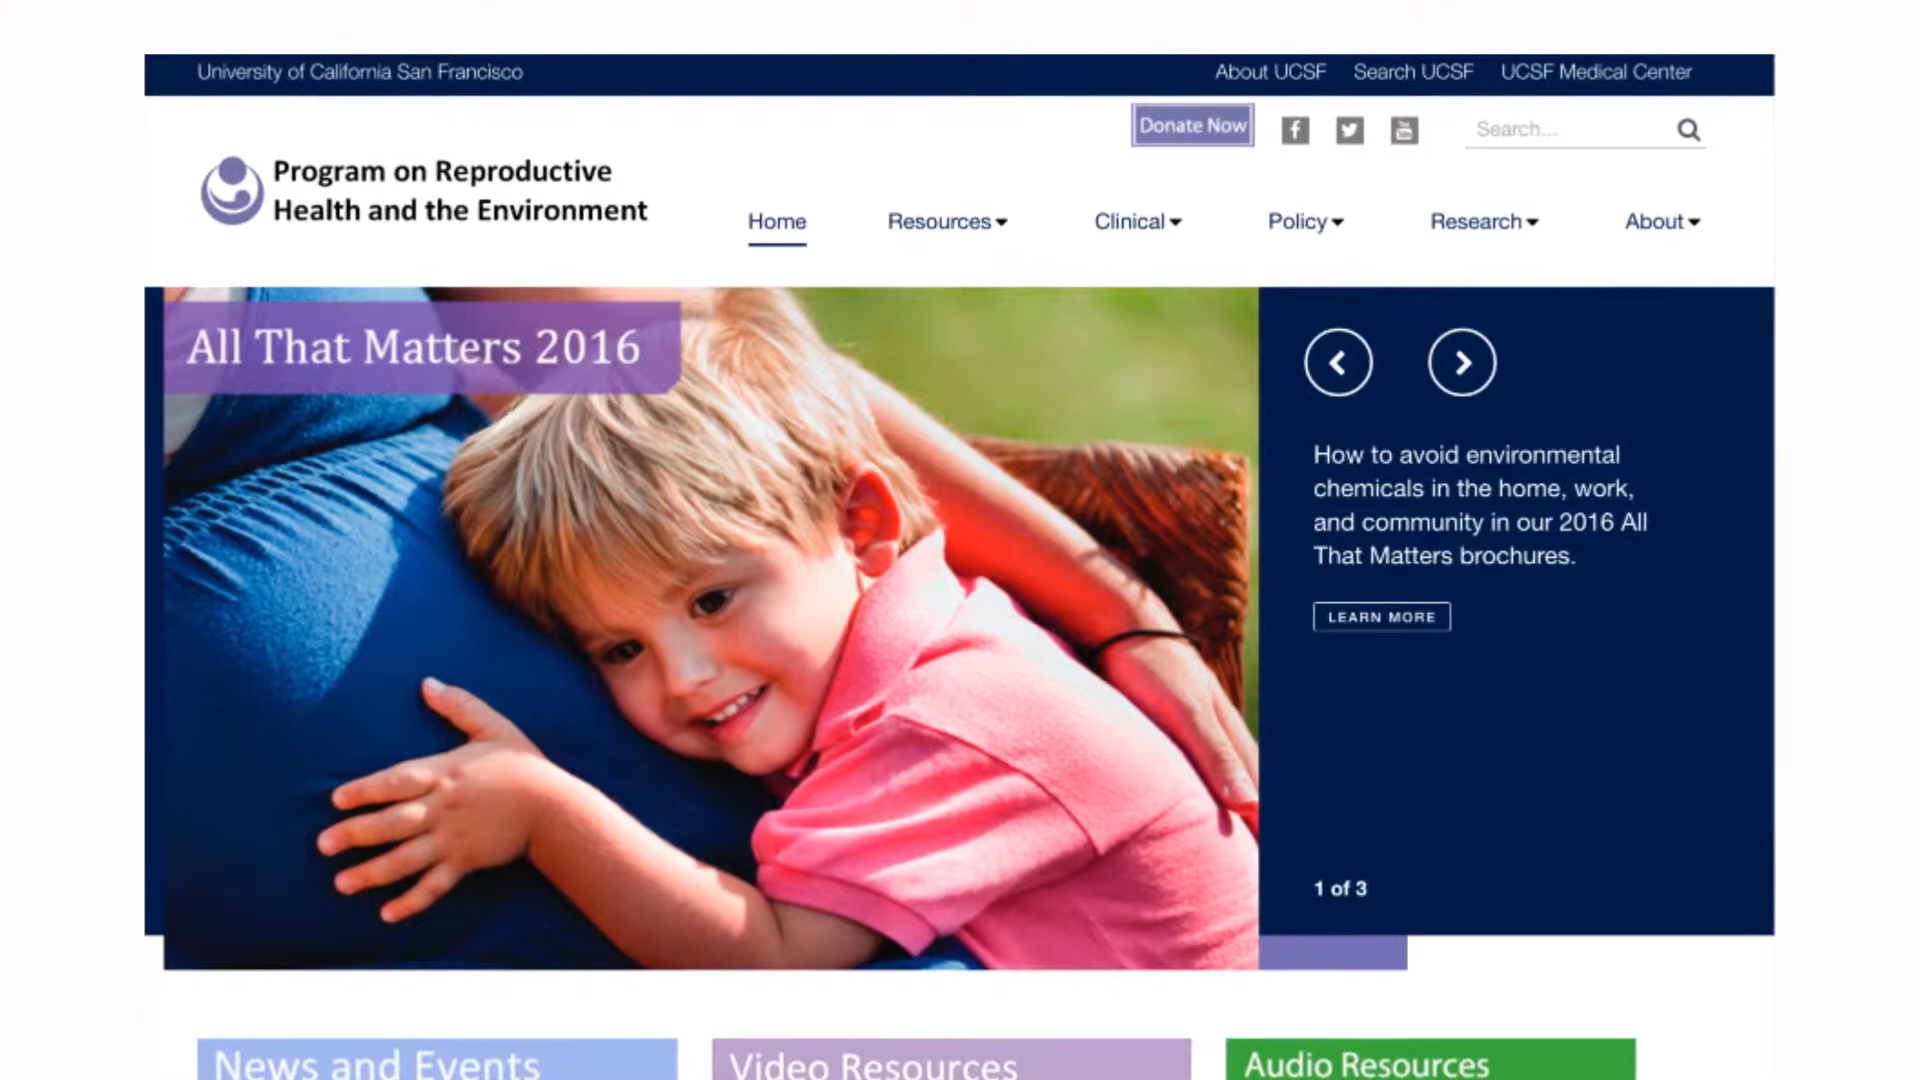 University of California San Francisco
About UCSF Search UCSF UCSF Medical Center
Donate Now
f
You
Tube
Search...
Program on Reproductive
Health and the Environment
Home Resources Clinical Policy Research About
All That Matters 2016
How to avoid environmental
chemicals in the home, work,
and community in our 2016 All
That Matters brochures.
LEARN MORE
1 of 3
News and Events
Video Resources
Audio Resources